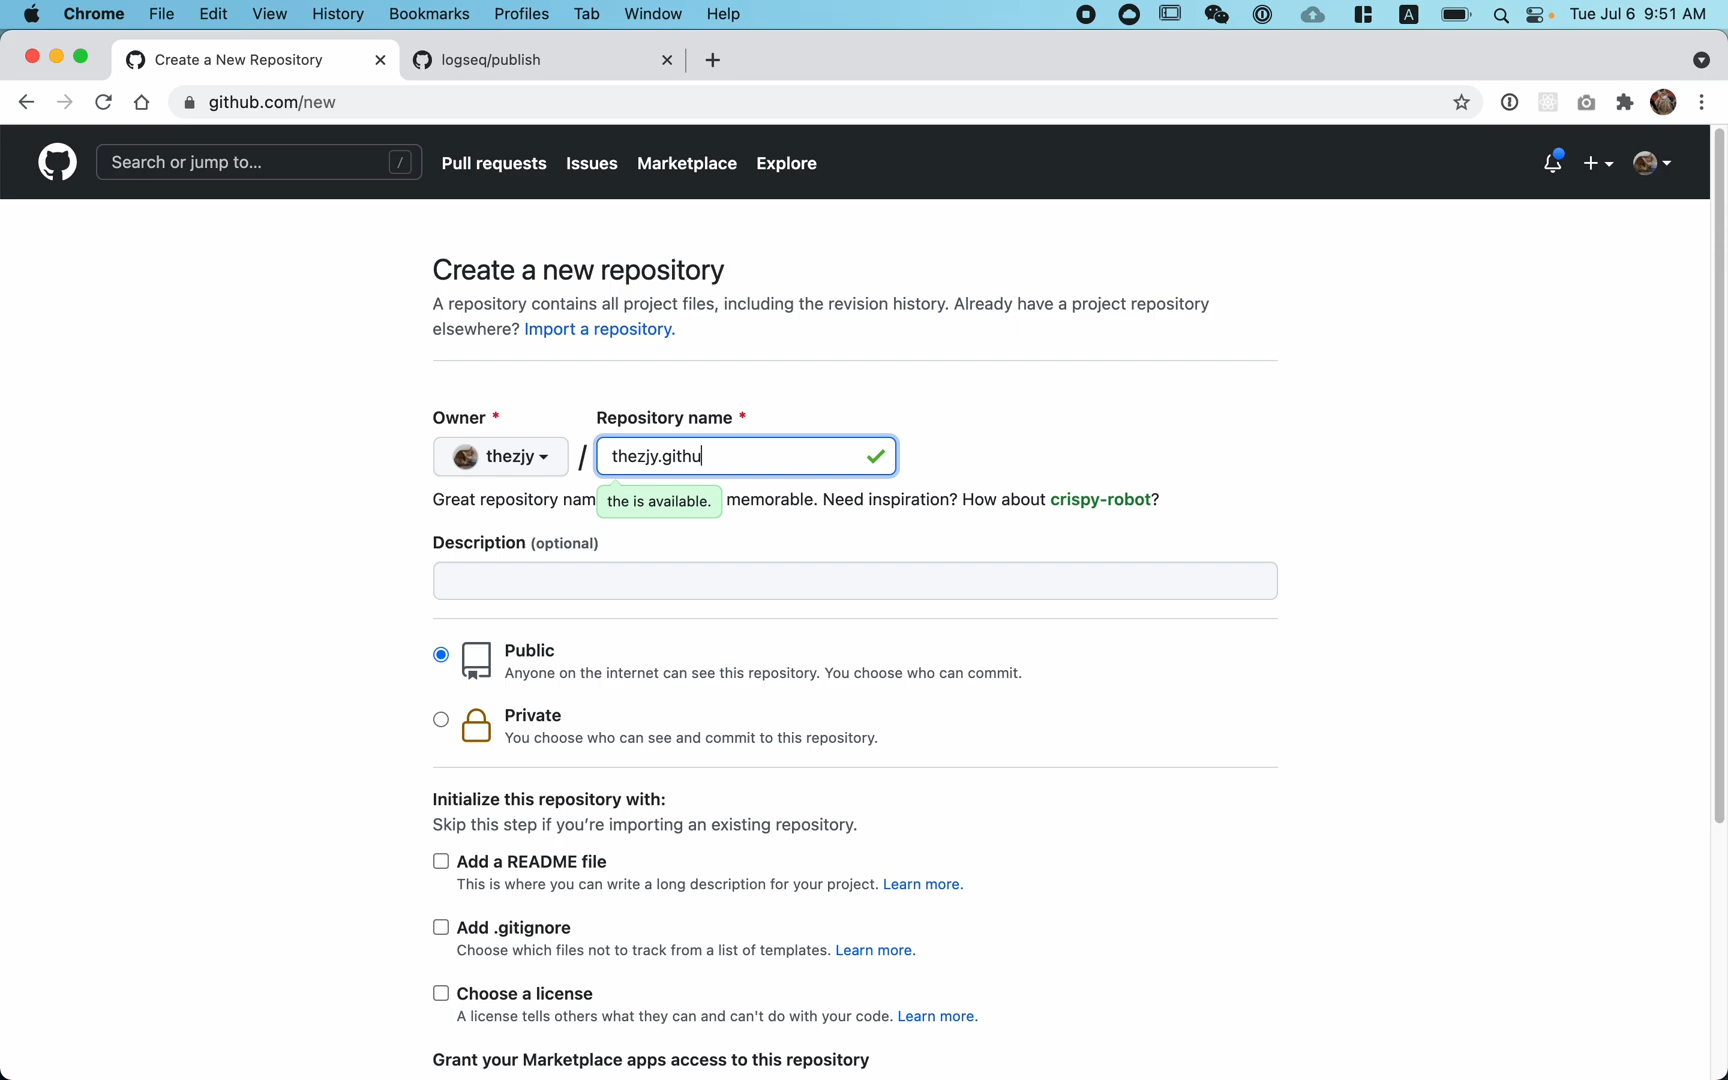 Chrome File Edit View History Bookmarks Profiles Tab Window Help A Tue Jul 6 9:51 AM
Create a New Repository logseq/publish
github.com/new
Search or jump to... / Pull requests Issues Marketplace Explore
Create a new repository
A repository contains all project files, including the revision history. Already have a project repository
elsewhere? Import a repository.
Owner * Repository name *
thezjy / thezjy.githu
Great repository nam the is available. memorable. Need inspiration? How about crispy-robot?
Description (optional)
Public
Anyone on the internet can see this repository. You choose who can commit.
Private
You choose who can see and commit to this repository.
Initialize this repository with:
Skip this step if you’re importing an existing repository.
Add a README file
This is where you can write a long description for your project. Learn more.
Add .gitignore
Choose which files not to track from a list of templates. Learn more.
Choose a license
A license tells others what they can and can't do with your code. Learn more.
Grant your Marketplace apps access to this repository